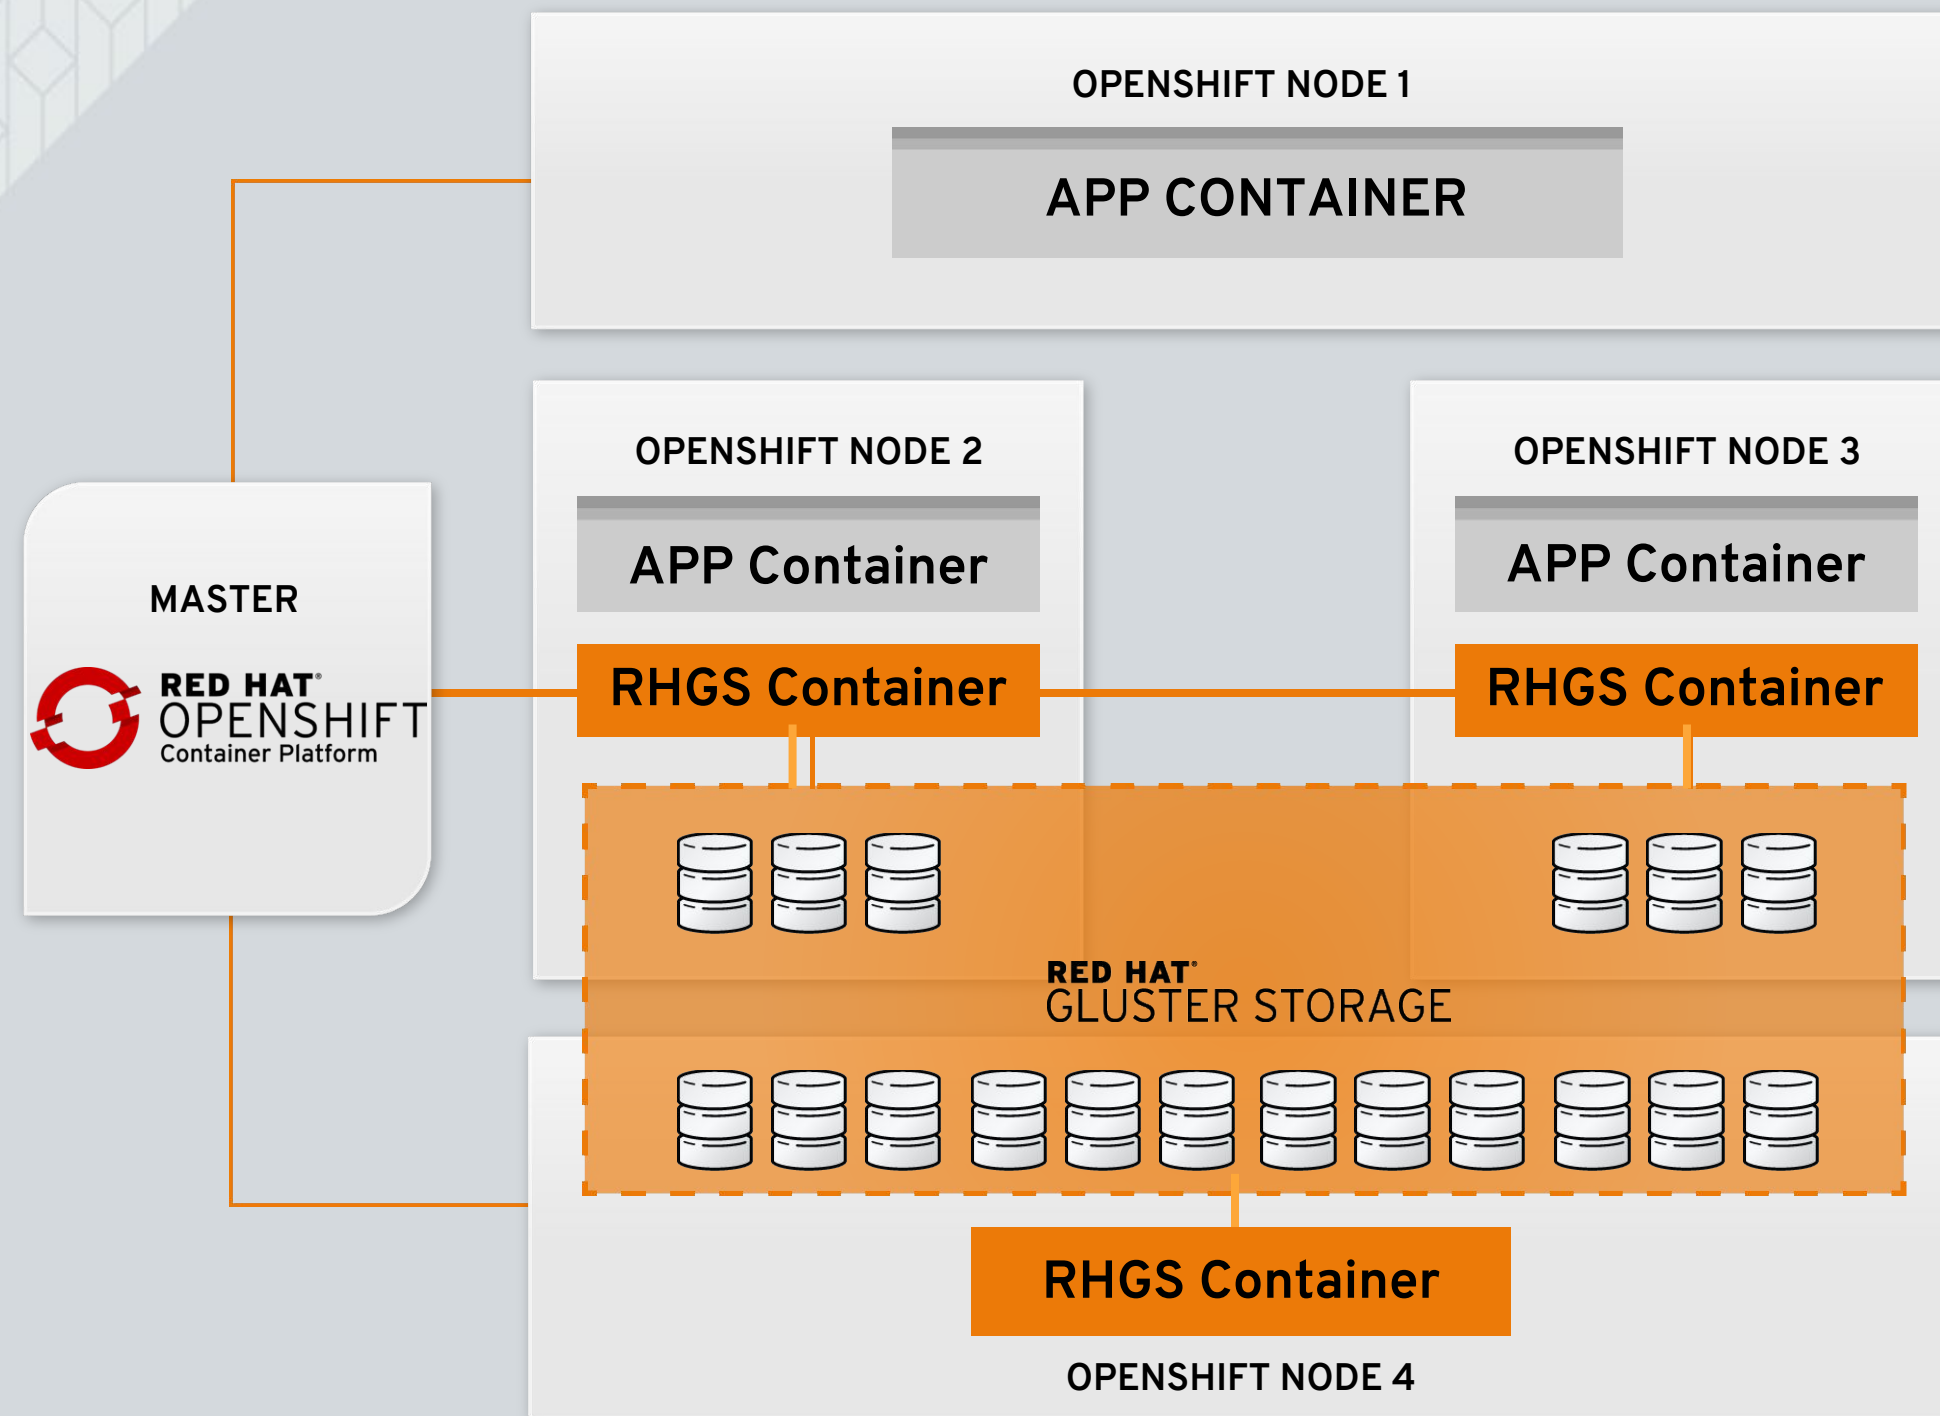 OPENSHIFT NODE 1
APP CONTAINER
OPENSHIFT NODE 2
APP Container
RHGS Container
OPENSHIFT NODE 3
APP Container
RHGS Container
MASTER
RED HAT®
OPENSHIFT
Container Platform
RED HAT®
GLUSTER STORAGE
RHGS Container
OPENSHIFT NODE 4